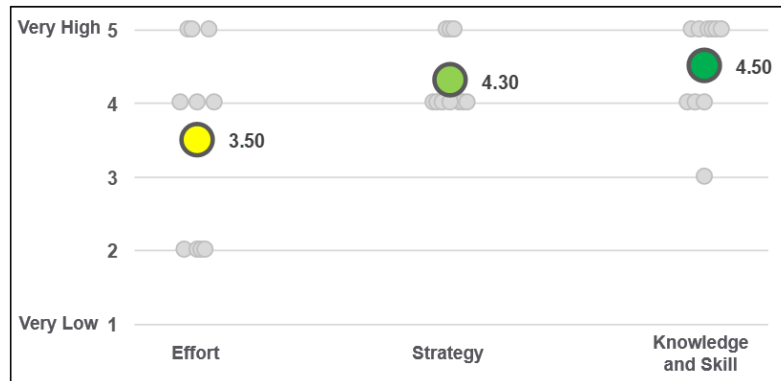 Very High 5
4.50
4.30
4
3.50
3
2
Very Low 1
Effort
Strategy
Knowledge
and Skill